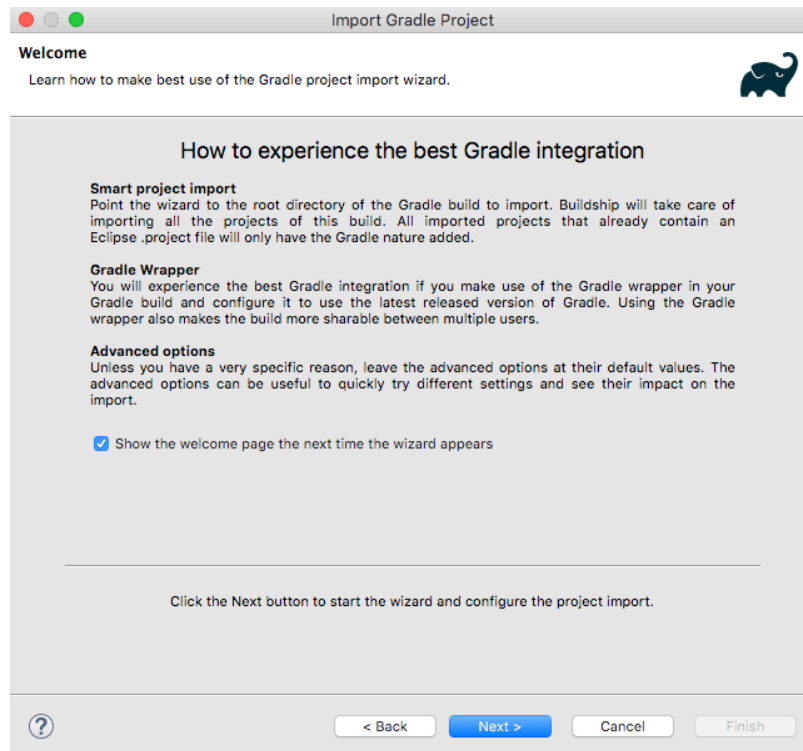 Import Gradle Project
Welcome
Learn how to make best use of the Gradle project import wizard.
How to experience the best Gradle integration
Smart project import
Point the wizard to the root directory of the Gradle build to import. Buildship will take care of
importing all the projects of this build. All imported projects that already contain an
Eclipse .project file will only have the Gradle nature added.
Gradle Wrapper
You will experience the best Gradle integration if you make use of the Gradle wrapper in your
Gradle build and configure it to use the latest released version of Gradle. Using the Gradle
wrapper also makes the build more sharable between multiple users.
Advanced options
Unless you have a very specific reason, leave the advanced options at their default values. The
advanced options can be useful to quickly try different settings and see their impact on the
import.
Show the welcome page the next time the wizard appears
Click the Next button to start the wizard and configure the project import.
? < Back Next > Cancel Finish